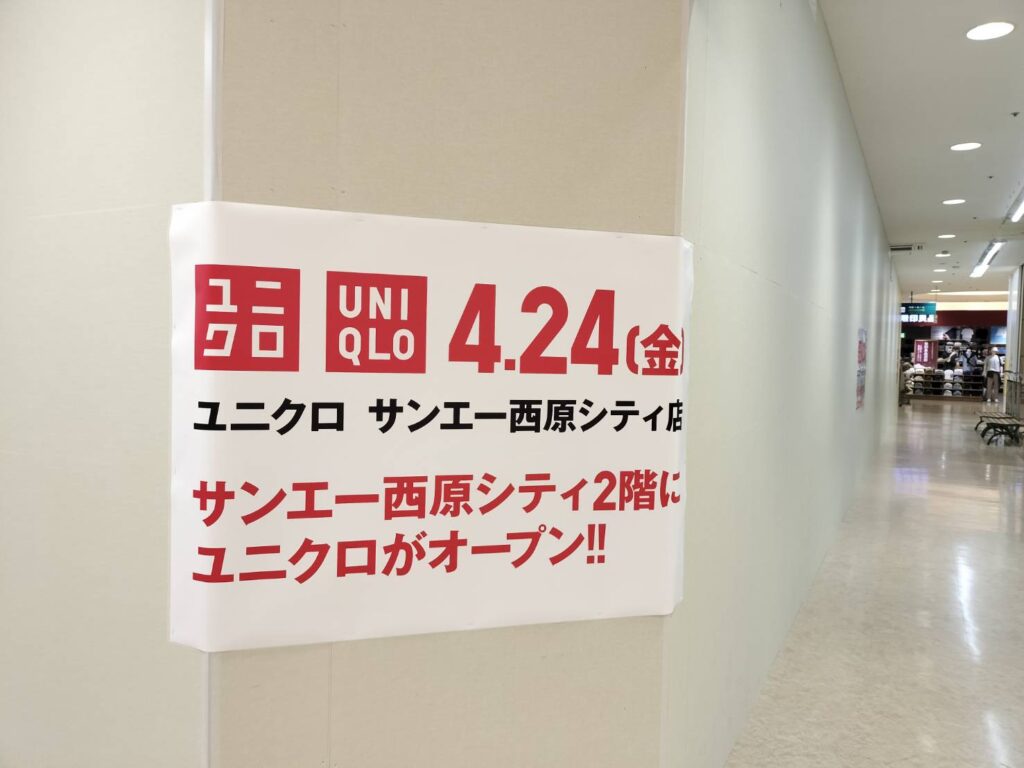 ユニ
クロ
UNI
QLO
4.24(金)
ユニクロ サンエー西原シティ店
サンエー西原シティ2階に
ユニクロがオープン!!